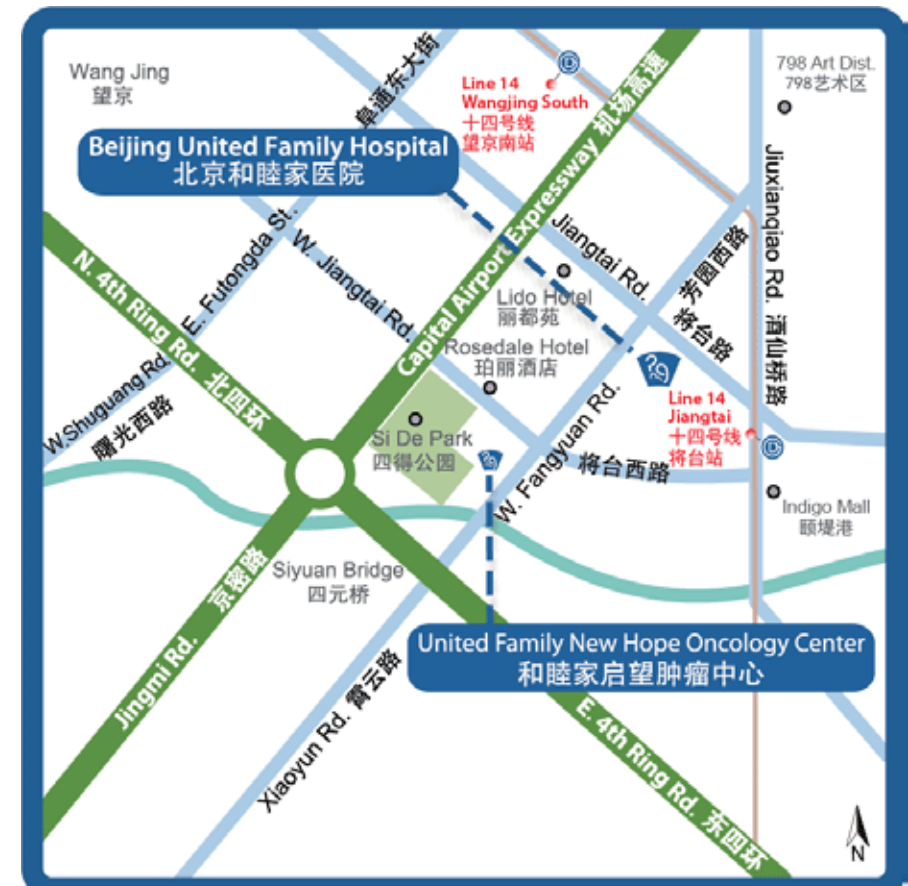 Wang Jing
望京
阜通东大街
Line 14
Wangjing South
十四号线
望京南站
798 Art Dist.
798艺术区
Beijing United Family Hospital
北京和睦家医院
Capital Airport Expressway 机场高速
Jiuxianqiao Rd. 酒仙桥路
Jiangtai Rd.
将台路
芳园西路
W. Fangyuan Rd.
E. Futongda St.
W. Jiangtai Rd.
N. 4th Ring Rd. 北四环
Lido Hotel
丽都苑
Rosedale Hotel
珀丽酒店
W.Shuguang Rd.
曙光西路
Line 14
Jiangtai
十四号线
将台站
Si De Park
四得公园
将台西路
Indigo Mall
颐堤港
Siyuan Bridge
四元桥
Jingmi Rd. 京密路
United Family New Hope Oncology Center
和睦家启望肿瘤中心
Xiaoyun Rd. 霄云路
E. 4th Ring Rd. 东四环
N